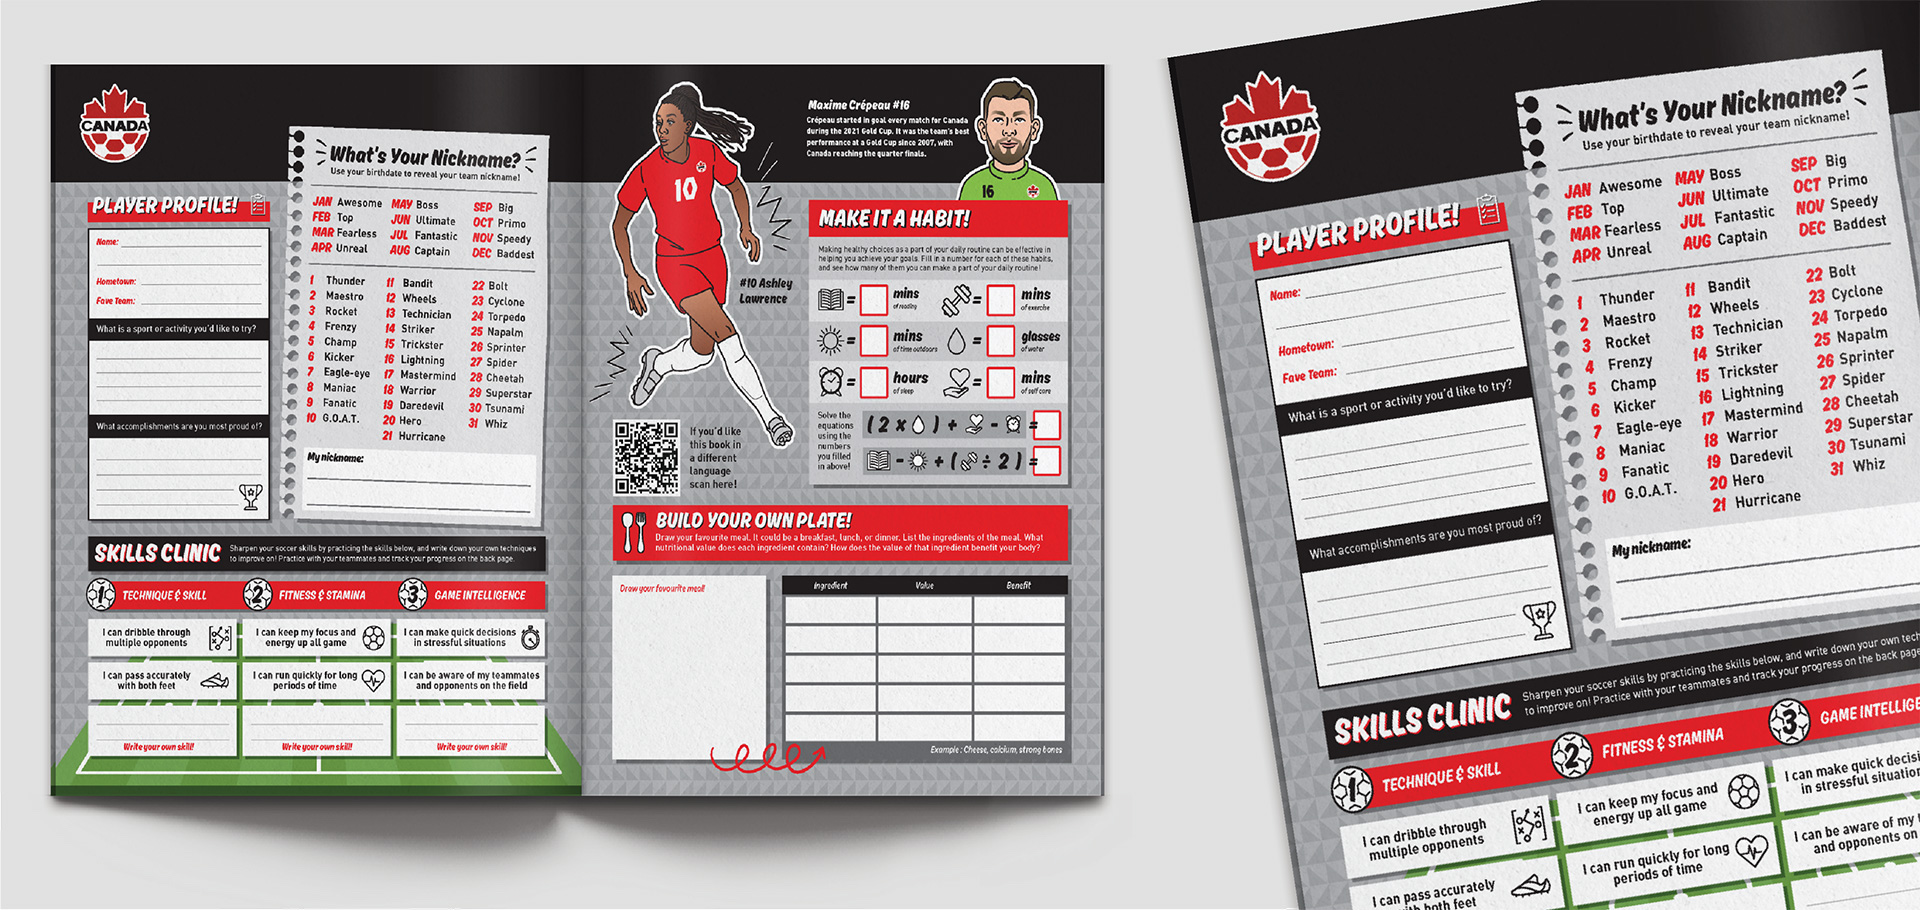 CANADA
PLAYER PROFILE!
Name:
Hometown:
Fave Team:
What is a sport or activity you'd like to try?
What accomplishments are you most proud of?
What's Your Nickname?
Use your birthdate to reveal your team nickname!
JAN Awesome MAY Boss SEP Big
FEB Top JUN Ultimate OCT Primo
MAR Fearless JUL Fantastic NOV Speedy
APR Unreal AUG Captain DEC Baddest
1 Thunder 11 Bandit 22 Bolt
2 Maestro 12 Wheels 23 Cyclone
3 Rocket 13 Technician 24 Torpedo
4 Frenzy 14 Striker 25 Napalm
5 Champ 15 Trickster 26 Sprinter
6 Kicker 16 Lightning 27 Spider
7 Eagle-eye 17 Mastermind 28 Cheetah
8 Maniac 18 Warrior 29 Superstar
9 Fanatic 19 Daredevil 30 Tsunami
10 G.O.A.T. 20 Hero 31 Whiz
21 Hurricane
My nickname:
SKILLS CLINIC
Sharpen your soccer skills by practicing the skills below, and write down your own techniques
to improve on! Practice with your teammates and track your progress on the back page.
1 TECHNIQUE & SKILL 2 FITNESS & STAMINA 3 GAME INTELLIGENCE
I can dribble through
multiple opponents
I can keep my focus and
energy up all game
I can make quick decisions
in stressful situations
I can pass accurately
with both feet
I can run quickly for long
periods of time
I can be aware of my teammates
and opponents on the field
Write your own skill! Write your own skill! Write your own skill!
10
#10 Ashley
Lawrence
Maxime Crépeau #16
Crépeau started in goal every match for Canada
during the 2021 Gold Cup. It was the team's best
performance at a Gold Cup since 2007, with
Canada reaching the quarter finals.
16
MAKE IT A HABIT!
Making healthy choices as a part of your daily routine can be effective in
helping you achieve your goals. Fill in a number for each of these habits,
and see how many of them you can make a part of your daily routine!
= mins
of reading
= mins
of exercise
= mins
of time outdoors
= glasses
of water
= hours
of sleep
= mins
of self care
Solve the
equations
using the
numbers
you filled
in above!
( 2 x ) + - =
- + ( ÷ 2 ) =
If you'd like
this book in
a different
language
scan here!
BUILD YOUR OWN PLATE!
Draw your favourite meal. It could be a breakfast, lunch, or dinner. List the ingredients of the meal. What
nutritional value does each ingredient contain? How does the value of that ingredient benefit your body?
Draw your favourite meal!
Ingredient Value Benefit
Example : Cheese, calcium, strong bones
CANADA
PLAYER PROFILE!
Name:
Hometown:
Fave Team:
What is a sport or activity you'd like to try?
What accomplishments are you most proud of?
What's Your Nickname?
Use your birthdate to reveal your team nickname!
JAN Awesome MAY Boss SEP Big
FEB Top JUN Ultimate OCT Primo
MAR Fearless JUL Fantastic NOV Speedy
APR Unreal AUG Captain DEC Baddest
1 Thunder 11 Bandit 22 Bolt
2 Maestro 12 Wheels 23 Cyclone
3 Rocket 13 Technician 24 Torpedo
4 Frenzy 14 Striker 25 Napalm
5 Champ 15 Trickster 26 Sprinter
6 Kicker 16 Lightning 27 Spider
7 Eagle-eye 17 Mastermind 28 Cheetah
8 Maniac 18 Warrior 29 Superstar
9 Fanatic 19 Daredevil 30 Tsunami
10 G.O.A.T. 20 Hero 31 Whiz
21 Hurricane
My nickname:
SKILLS CLINIC
Sharpen your soccer skills by practicing the skills below, and write down your own
to improve on! Practice with your teammates and track your progress on the back page
1 TECHNIQUE & SKILL 2 FITNESS & STAMINA 3 GAME
I can dribble through
multiple opponents
I can keep my focus and
energy up all game
I can make quick
in stressful
I can pass accurately
both feet
I can run quickly for long
periods of time
I can be aware of my
and opponents on